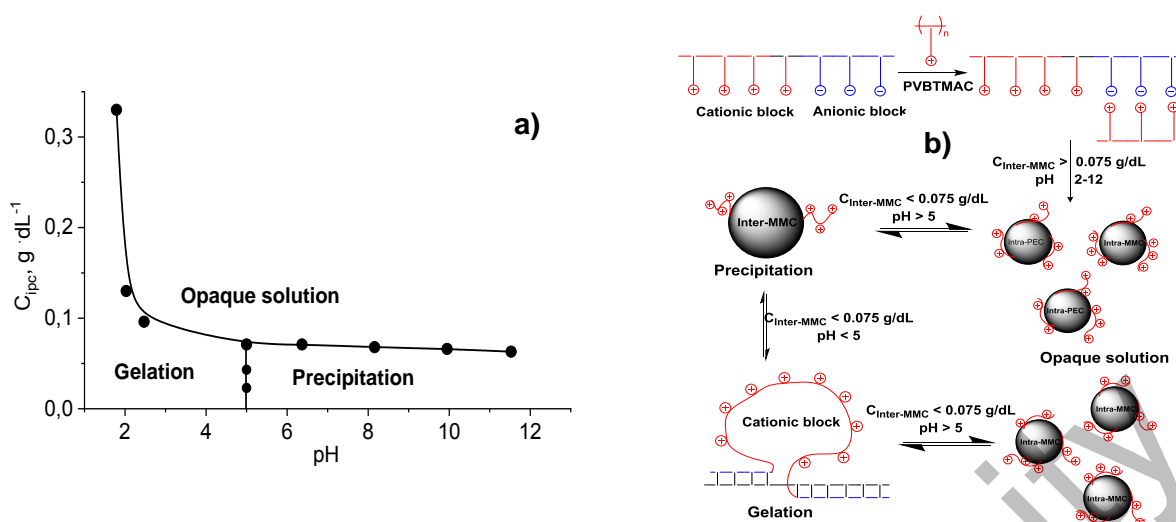 a)
0,3
0,2
0,1
0,0
C_ipc, g·dL⁻¹
2 4 6 8 10 12
pH
Opaque solution
Gelation
Precipitation
b)
n
PVBTMAC
Cationic block
Anionic block
C_Inter-MMC > 0.075 g/dL
pH 2-12
C_Inter-MMC < 0.075 g/dL
pH > 5
Inter-MMC
Precipitation
Intra-PEC
Intra-MMC
Intra-PEC
Opaque solution
C_Inter-MMC < 0.075 g/dL
pH < 5
Cationic block
Gelation
C_Inter-MMC < 0.075 g/dL
pH > 5
Intra-MMC
Intra-MMC
Intra-MMC